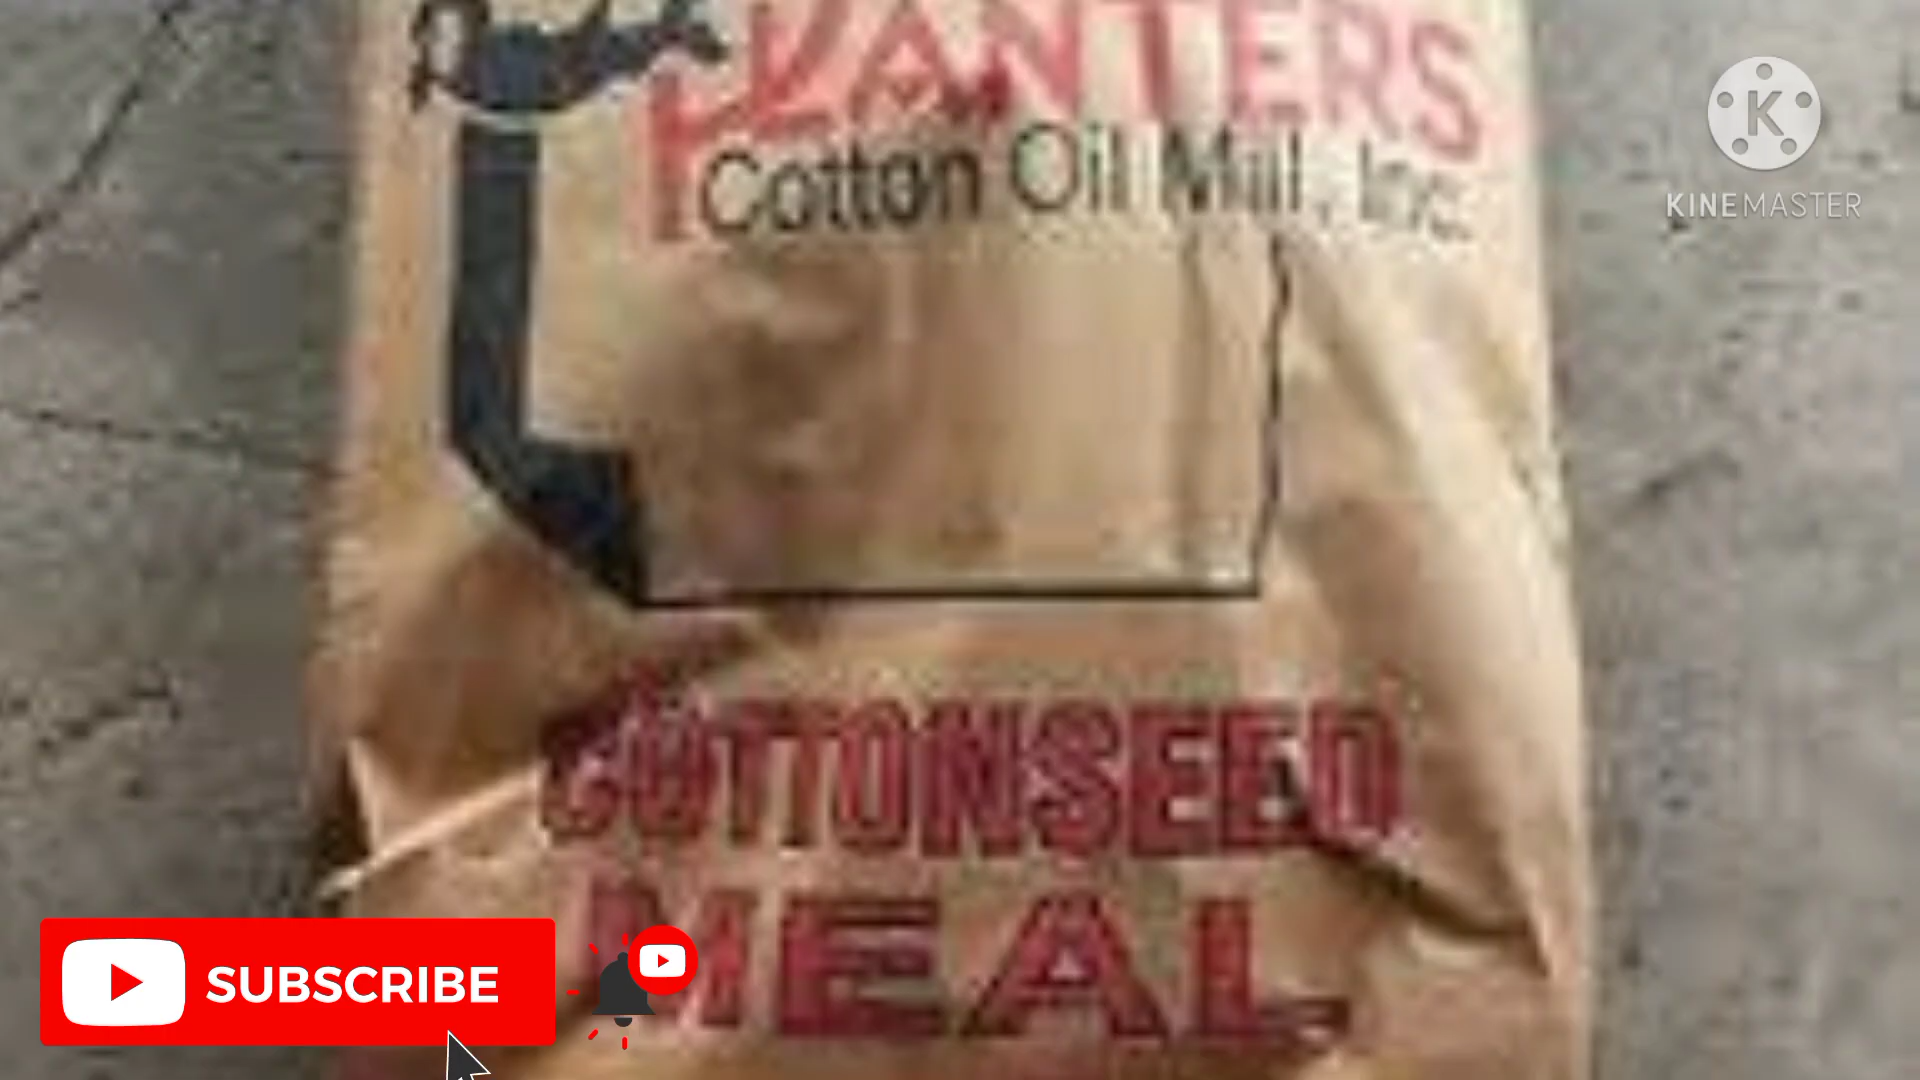 PLANTERS
Cotton Oil Mill, Inc.
K
KINEMASTER
COTTONSEED
MEAL
SUBSCRIBE